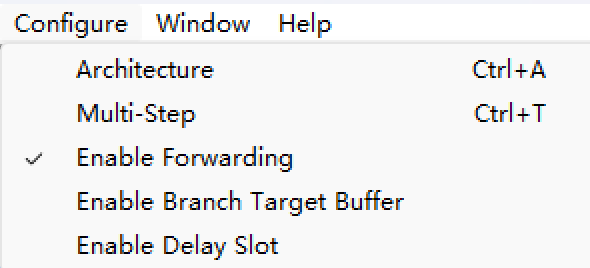 Configure Window Help
Architecture Ctrl+A
Multi-Step Ctrl+T
Enable Forwarding
Enable Branch Target Buffer
Enable Delay Slot